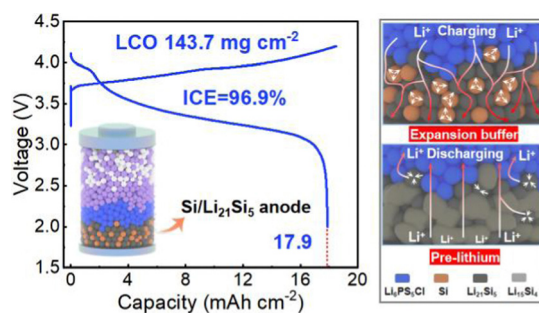 LCO 143.7 mg cm⁻²
ICE=96.9%
Si/Li₂₁Si₅ anode
17.9
4.5
4.0
3.5
3.0
2.5
2.0
1.5
Voltage (V)
0 4 8 12 16 20
Capacity (mAh cm⁻²)
Li⁺ Charging Li⁺
Expansion buffer
Li⁺ Discharging Li⁺
Li⁺ Li⁺ Li⁺ Li⁺
Pre-lithium
Li₆PS₅Cl Si Li₂₁Si₅ Li₁₅Si₄